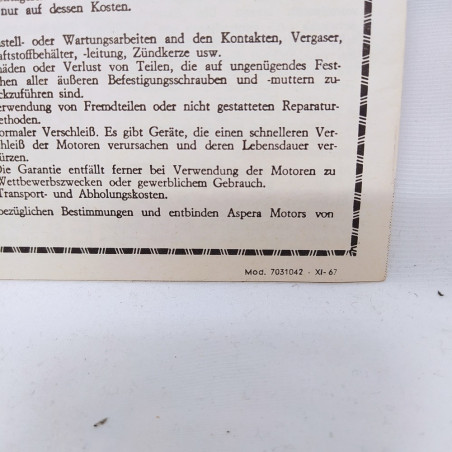 nur auf dessen Kosten.
stell- oder Wartungsarbeiten and den Kontakten, Vergaser,
aftstoffbehälter, -leitung, Zündkerze usw.
häden oder Verlust von Teilen, die auf ungenügendes Fest-
hen aller äußeren Befestigungsschrauben und -muttern zu-
ckzuführen sind.
erwendung von Fremdteilen oder nicht gestatteten Reparatur-
ethoden.
ormaler Verschleiß. Es gibt Geräte, die einen schnelleren Ver-
hleiß der Motoren verursachen und deren Lebensdauer ver-
ürzen.
Die Garantie entfällt ferner bei Verwendung der Motoren zu
Wettbewerbszwecken oder gewerblichem Gebrauch.
Transport- und Abholungskosten.
bezüglichen Bestimmungen und entbinden Aspera Motors von
Mod. 7031042 - XI-67